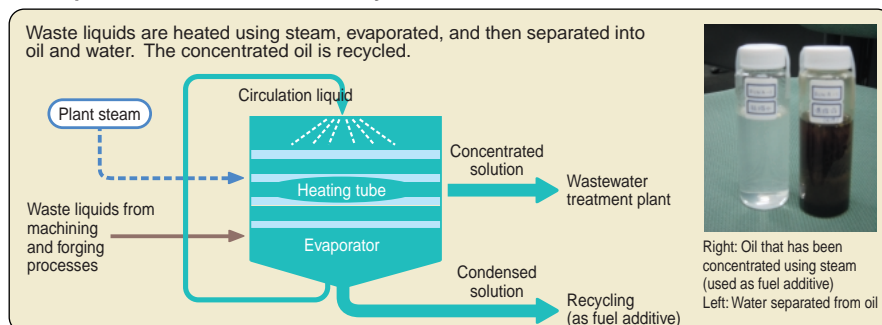 Waste liquids are heated using steam, evaporated, and then separated into
oil and water. The concentrated oil is recycled.
Circulation liquid
Plant steam
Heating tube
Concentrated
solution
Wastewater
treatment plant
Waste liquids from
machining
and forging
processes
Evaporator
Condensed
solution
Recycling
(as fuel additive)
Right: Oil that has been
concentrated using steam
(used as fuel additive)
Left: Water separated from oil